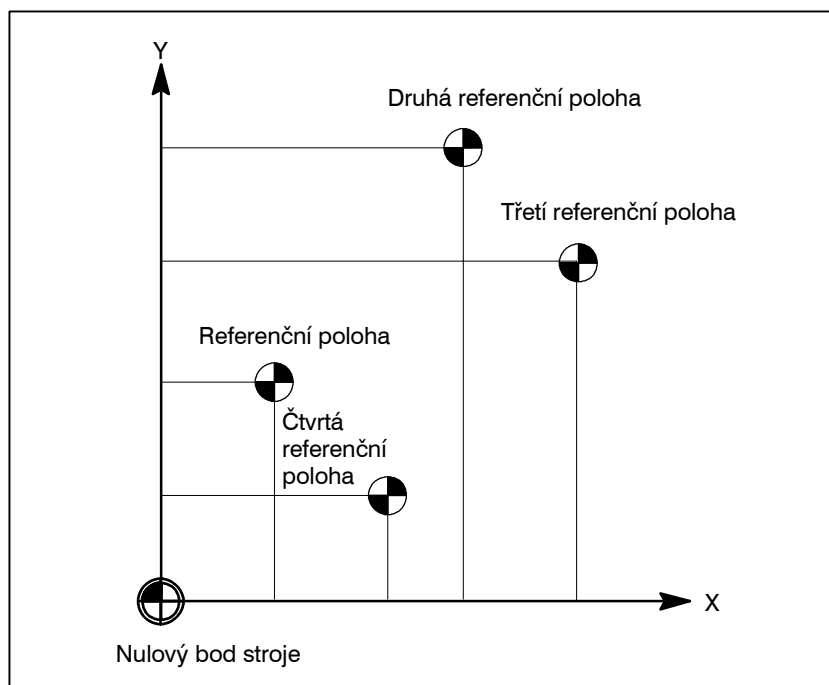 Y
Druhá referenční poloha
Třetí referenční poloha
Referenční poloha
Čtvrtá
referenční
poloha
X
Nulový bod stroje